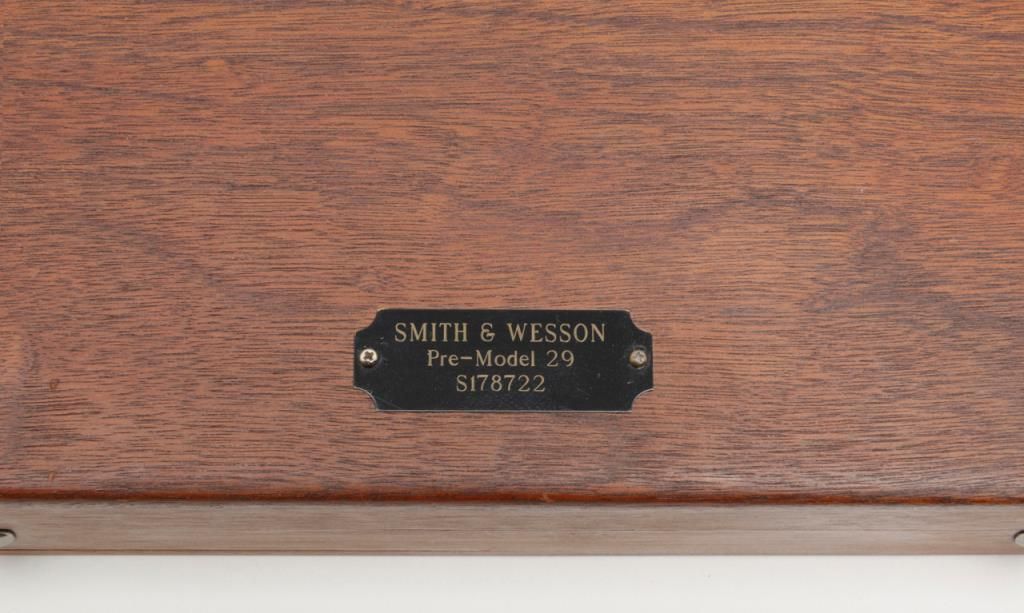 SMITH & WESSON
Pre-Model 29
S178722